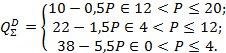 Q_Σ^D = {10 − 0,5P ∈ 12 < P ≤ 20;
22 − 1,5P ∈ 4 < P ≤ 12;
38 − 5,5P ∈ 0 < P ≤ 4.